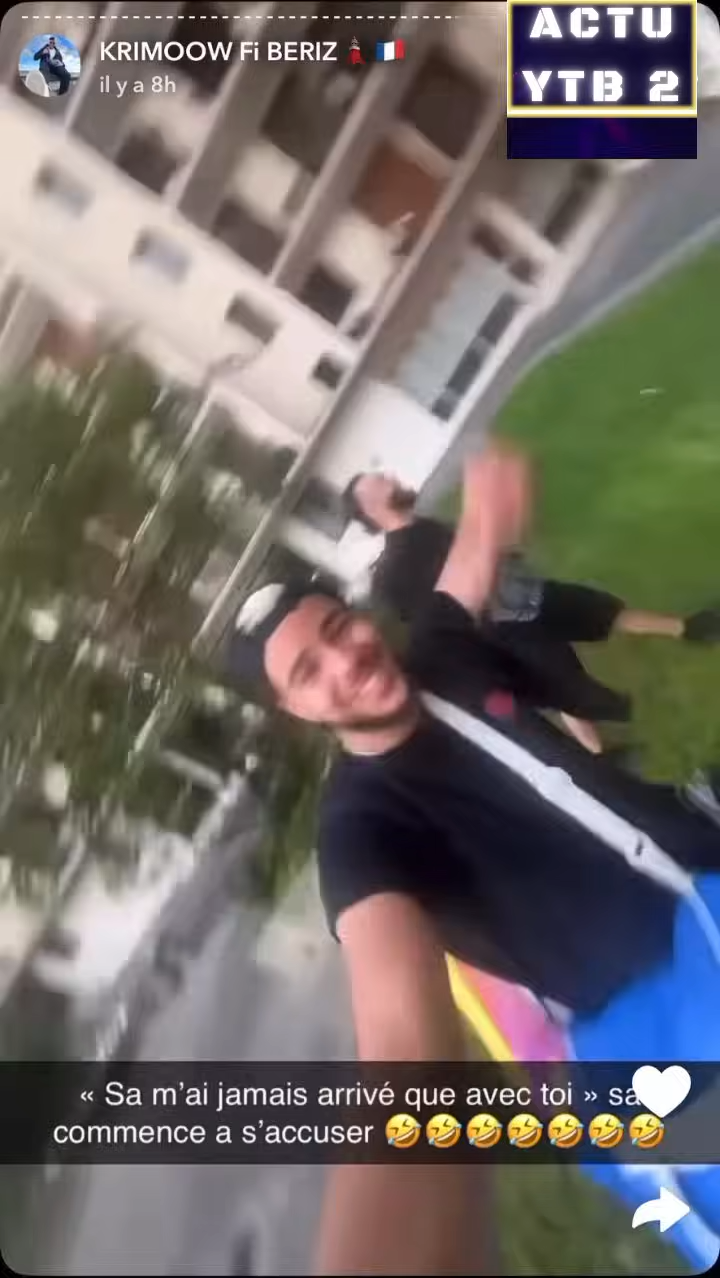 KRIMOOW Fi BERIZ 🗼🇫🇷
il y a 8h
ACTU
YTB 2
« Sa m’ai jamais arrivé que avec toi » sa
commence a s’accuser 🤣🤣🤣🤣🤣🤣🤣